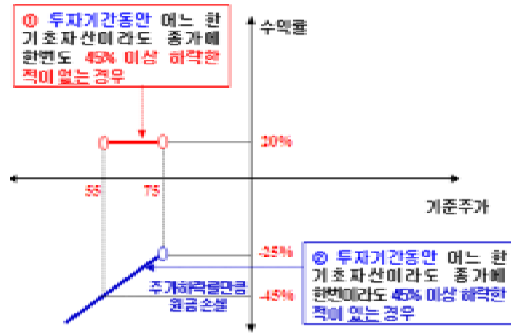 ① 투자기간동안 어느 한
기초자산이라도 종가에
한번도 45% 이상 하락한
적이 없는 경우
수익률
20%
55
75
기준주가
-25%
② 투자기간동안 어느 한
기초자산이라도 종가에
한번이라도 45% 이상 하락한
적이 있는 경우
주가하락률만큼
원금손실
-45%